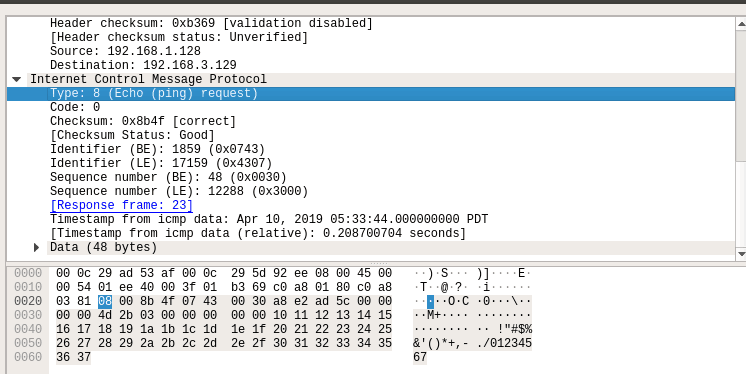 Header checksum: 0xb369 [validation disabled]
[Header checksum status: Unverified]
Source: 192.168.1.128
Destination: 192.168.3.129
Internet Control Message Protocol
Type: 8 (Echo (ping) request)
Code: 0
Checksum: 0x8b4f [correct]
[Checksum Status: Good]
Identifier (BE): 1859 (0x0743)
Identifier (LE): 17159 (0x4307)
Sequence number (BE): 48 (0x0030)
Sequence number (LE): 12288 (0x3000)
[Response frame: 23]
Timestamp from icmp data: Apr 10, 2019 05:33:44.000000000 PDT
[Timestamp from icmp data (relative): 0.208700704 seconds]
Data (48 bytes)
0000 00 0c 29 ad 53 af 00 0c 29 5d 92 ee 08 00 45 00 ··)·S··· )]····E·
0010 00 54 01 ee 40 00 3f 01 b3 69 c0 a8 01 80 c0 a8 ·T··@·?· ·i······
0020 03 81 08 00 8b 4f 07 43 00 30 a8 e2 ad 5c 00 00 ·····O·C ·0···\··
0030 00 00 4d 2b 03 00 00 00 00 00 10 11 12 13 14 15 ··M+···· ········
0040 16 17 18 19 1a 1b 1c 1d 1e 1f 20 21 22 23 24 25 ········ ·· !"#$%
0050 26 27 28 29 2a 2b 2c 2d 2e 2f 30 31 32 33 34 35 &'()*+,- ./012345
0060 36 37 67